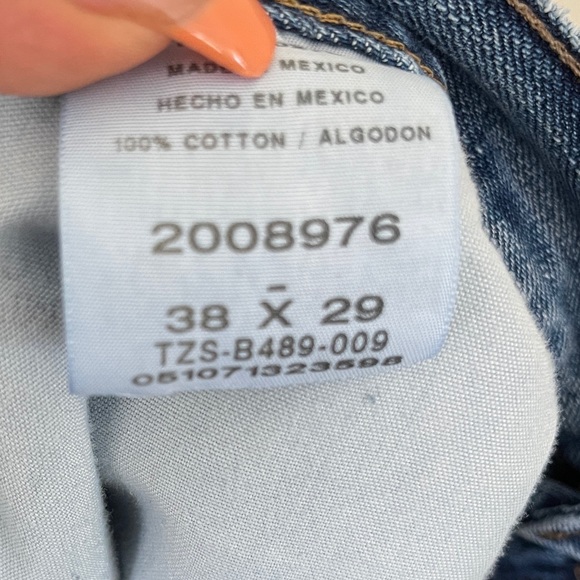 MADE IN MEXICO
HECHO EN MEXICO
100% COTTON / ALGODON
2008976
-
38 X 29
TZS-B489-009
051071323598